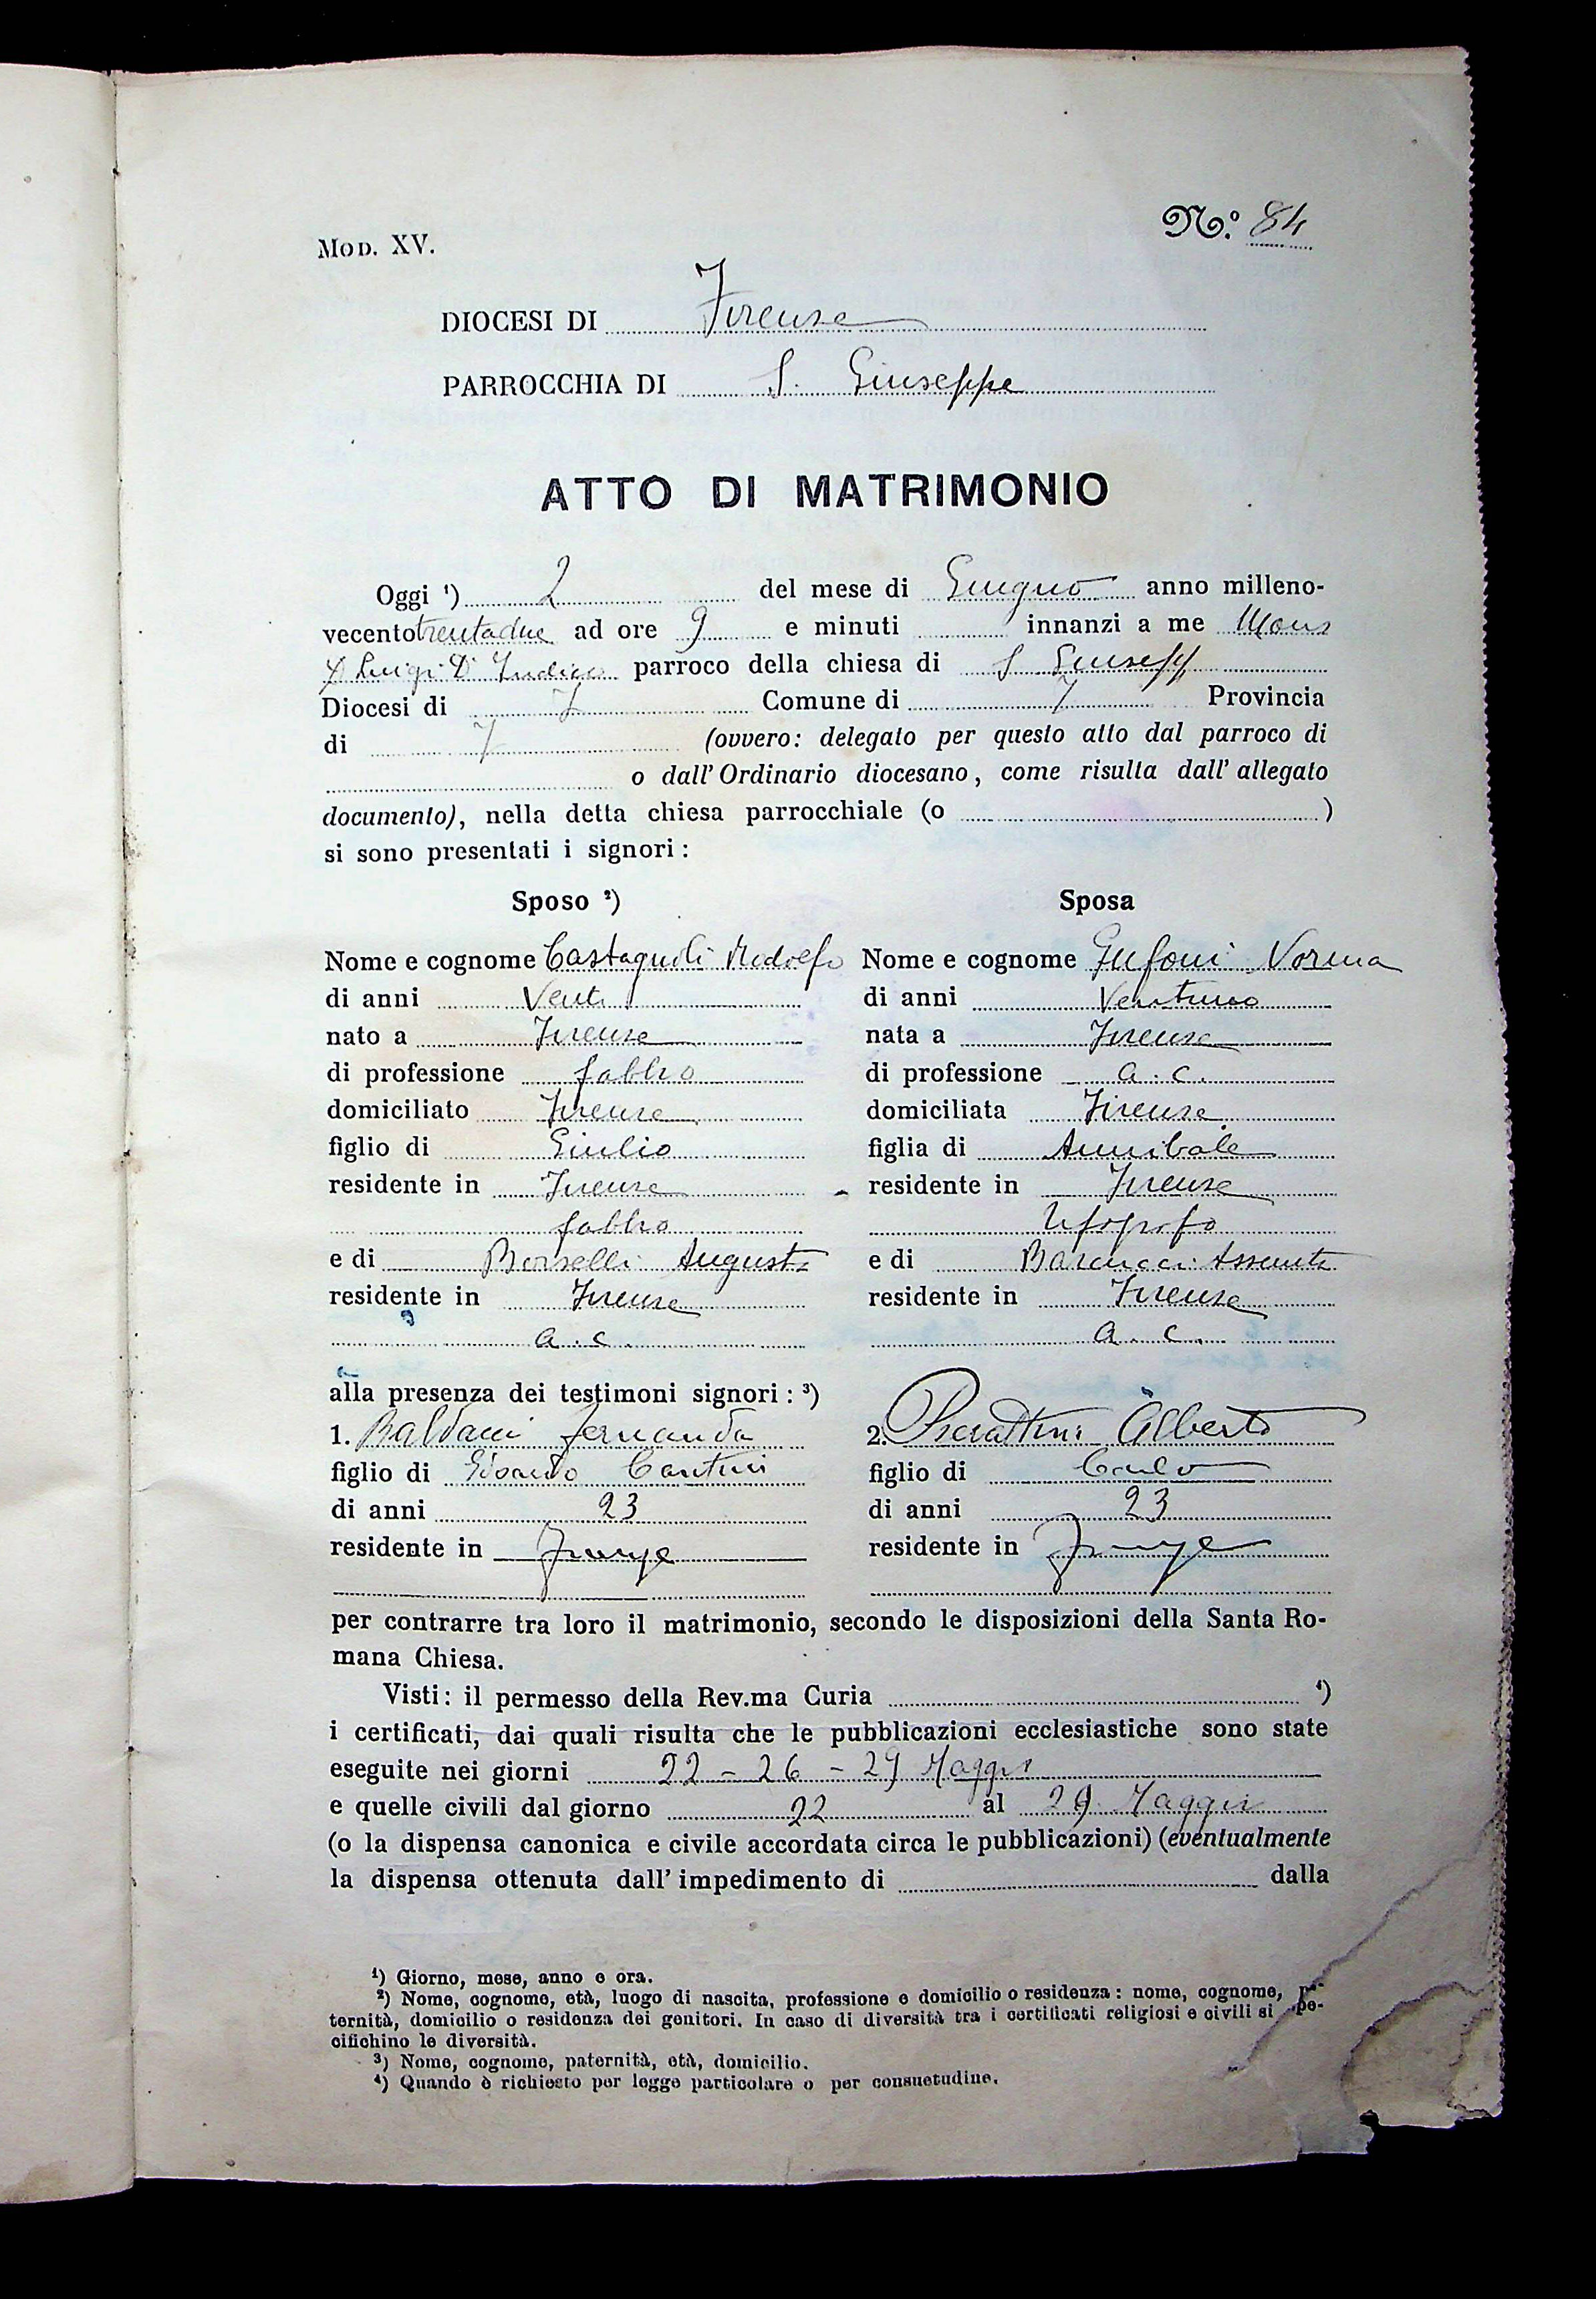 Mod. XV.
N.º 84
DIOCESI DI Firenze
PARROCCHIA DI S. Giuseppe
ATTO DI MATRIMONIO
Oggi ¹) 2 del mese di Giugno anno milleno-
vecento trentadue ad ore 9 e minuti innanzi a me Mons
D Luigi D' Indico parroco della chiesa di S Giusepp
Diocesi di F Comune di F Provincia
di F (ovvero: delegato per questo atto dal parroco di
o dall' Ordinario diocesano, come risulta dall' allegato
documento), nella detta chiesa parrocchiale (o )
si sono presentati i signori:
Sposo ²) Sposa
Nome e cognome Castagnoli Nome e cognome Gufoni Norma
di anni Venti di anni Ventuno
nato a Firenze nata a Firenze
di professione fabbro di professione a. c.
domiciliato Firenze domiciliata Firenze
figlio di Giulio figlia di Annibale
residente in Firenze residente in Firenze
fabbro tipografo
e di Borselli Augusta e di Barducci Assunta
residente in Firenze residente in Firenze
a. c. a. c.
alla presenza dei testimoni signori: ³)
1. Baldani Fernanda 2. Pierattini Alberto
figlio di Cantini figlio di Carlo
di anni 23 di anni 23
residente in Firenze residente in Firenze
per contrarre tra loro il matrimonio, secondo le disposizioni della Santa Ro-
mana Chiesa.
Visti: il permesso della Rev.ma Curia ⁴)
i certificati, dai quali risulta che le pubblicazioni ecclesiastiche sono state
eseguite nei giorni 22 - 26 - 29 Maggio
e quelle civili dal giorno 22 al 29 Maggio
(o la dispensa canonica e civile accordata circa le pubblicazioni) (eventualmente
la dispensa ottenuta dall' impedimento di dalla
¹) Giorno, mese, anno e ora.
²) Nome, cognome, età, luogo di nascita, professione e domicilio o residenza: nome, cognome, pa-
ternità, domicilio o residenza dei genitori. In caso di diversità tra i certificati religiosi e civili si spe-
cifichino le diversità.
³) Nome, cognome, paternità, età, domicilio.
⁴) Quando è richiesto per legge particolare o per consuetudine.